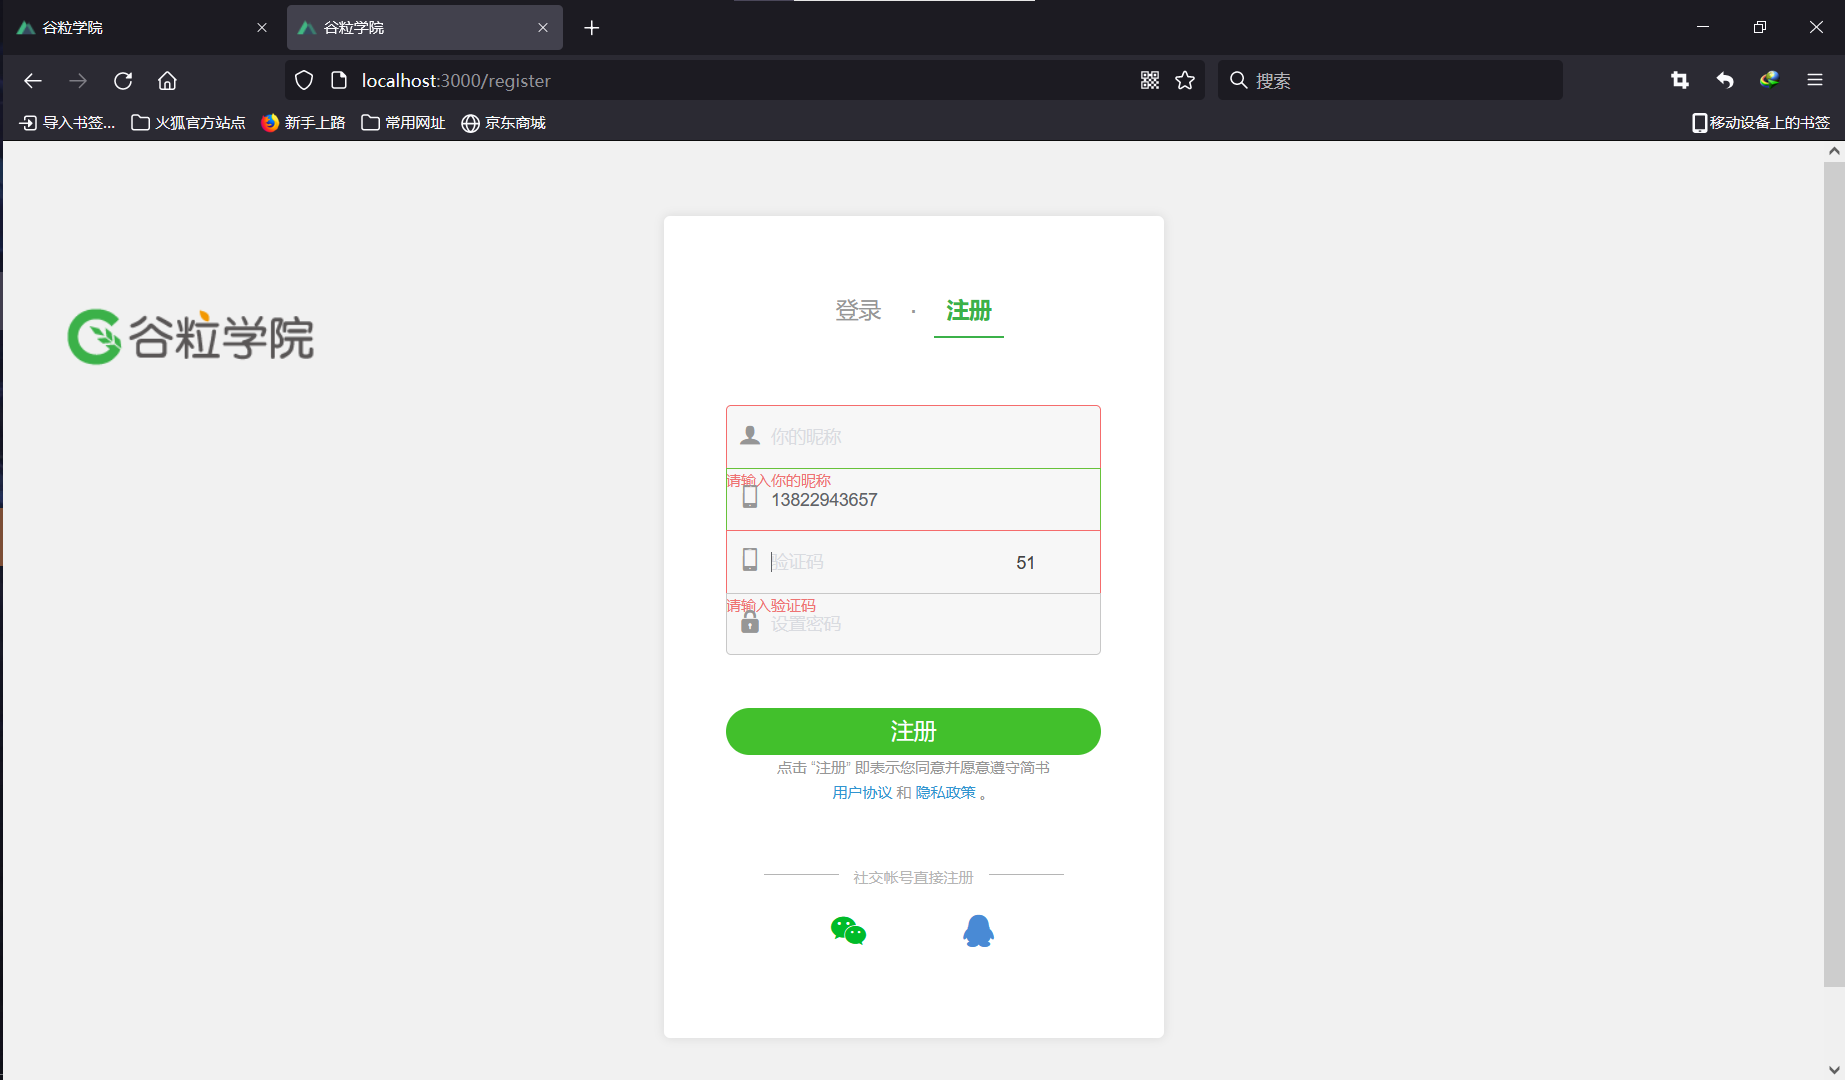 谷粒学院
谷粒学院
localhost:3000/register
搜索
导入书签...
火狐官方站点
新手上路
常用网址
京东商城
移动设备上的书签
谷粒学院
登录 · 注册
你的昵称
请输入你的昵称
13822943657
验证码 51
请输入验证码
设置密码
注册
点击 “注册” 即表示您同意并愿意遵守简书
用户协议 和 隐私政策 。
社交帐号直接注册